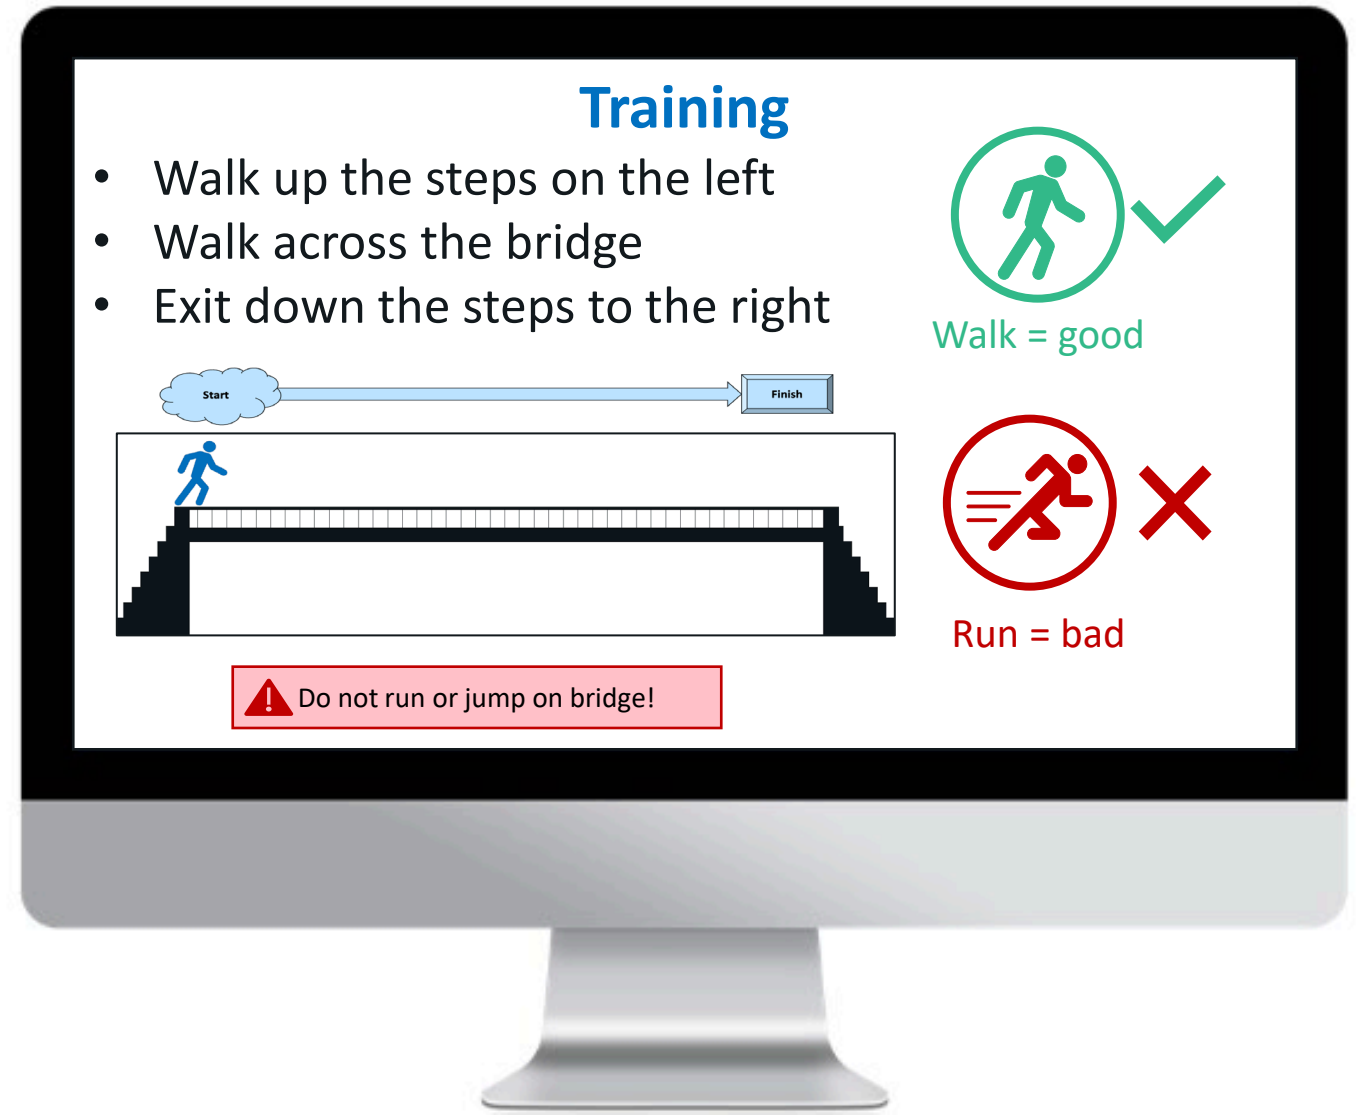 Training
• Walk up the steps on the left
• Walk across the bridge
• Exit down the steps to the right
Walk = good
Start
Finish
Run = bad
Do not run or jump on bridge!